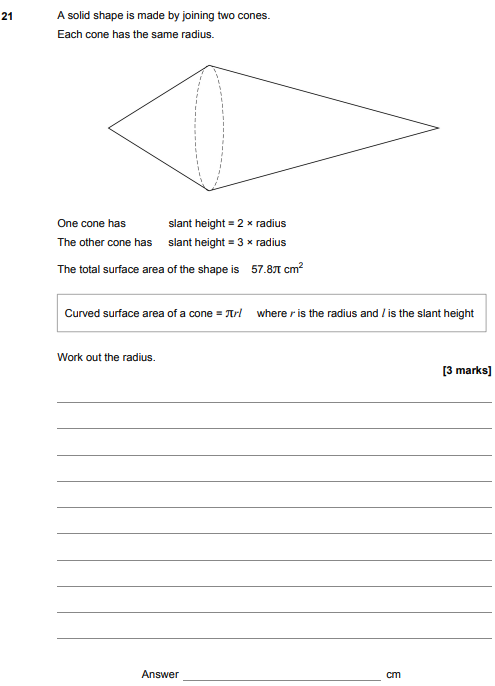 21 A solid shape is made by joining two cones.
Each cone has the same radius.
One cone has slant height = 2 × radius
The other cone has slant height = 3 × radius
The total surface area of the shape is 57.8π cm²
Curved surface area of a cone = πrl where r is the radius and l is the slant height
Work out the radius.
[3 marks]
Answer cm